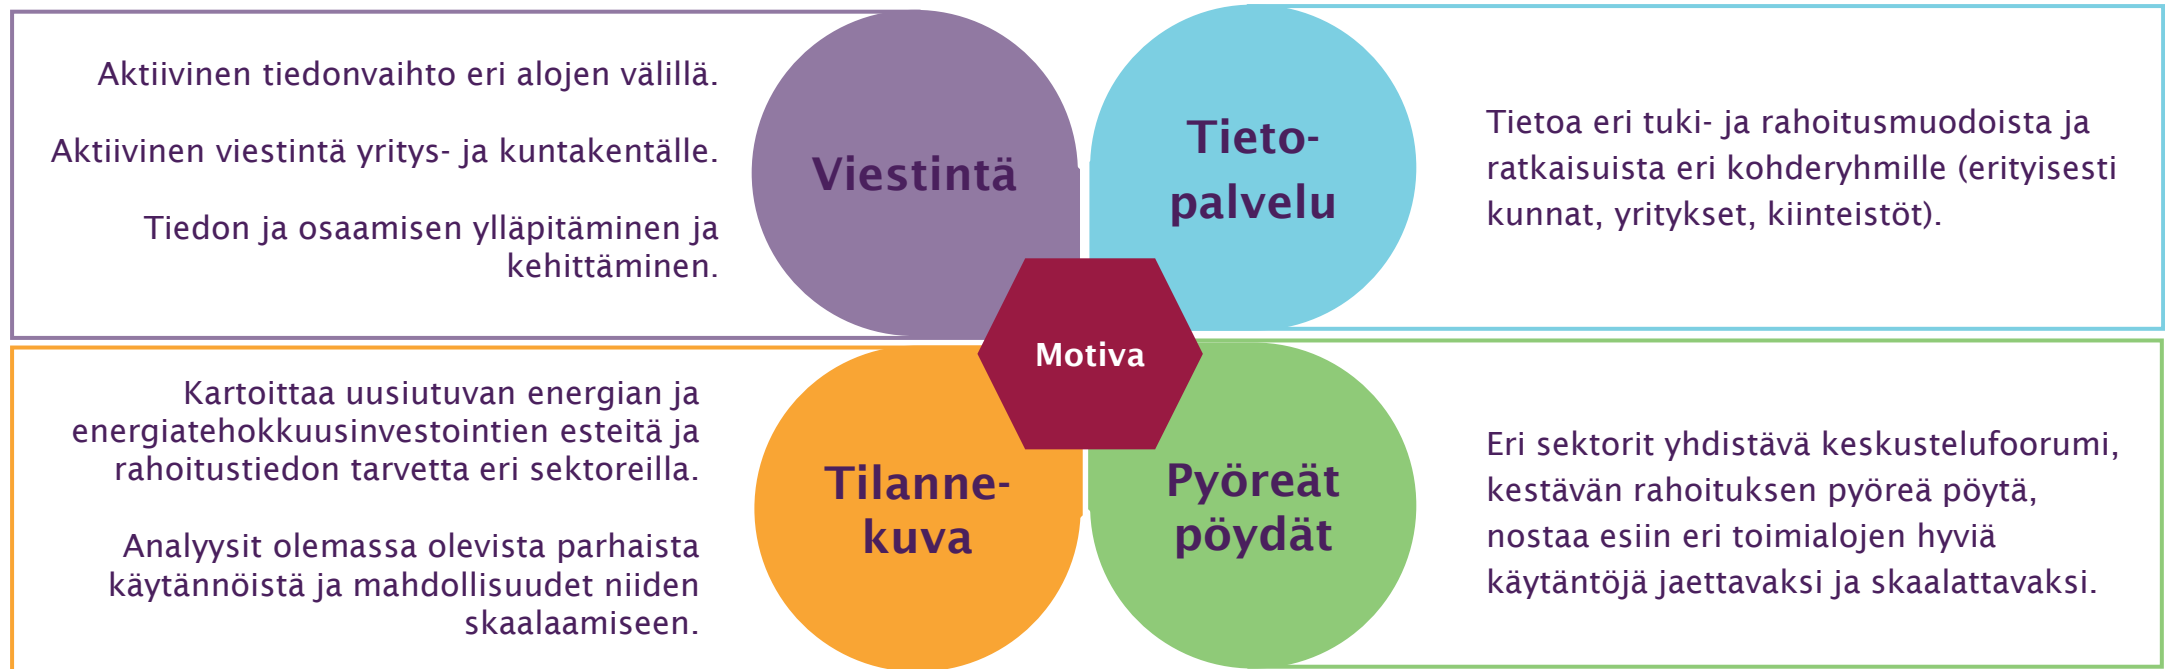 Aktiivinen tiedonvaihto eri alojen välillä.
Aktiivinen viestintä yritys- ja kuntakentälle.
Tiedon ja osaamisen ylläpitäminen ja
kehittäminen.
Viestintä
Tieto-
palvelu
Tietoa eri tuki- ja rahoitusmuodoista ja
ratkaisuista eri kohderyhmille (erityisesti
kunnat, yritykset, kiinteistöt).
Motiva
Kartoittaa uusiutuvan energian ja
energiatehokkuusinvestointien esteitä ja
rahoitustiedon tarvetta eri sektoreilla.
Analyysit olemassa olevista parhaista
käytännöistä ja mahdollisuudet niiden
skaalaamiseen.
Tilanne-
kuva
Pyöreät
pöydät
Eri sektorit yhdistävä keskustelufoorumi,
kestävän rahoituksen pyöreä pöytä,
nostaa esiin eri toimialojen hyviä
käytäntöjä jaettavaksi ja skaalattavaksi.